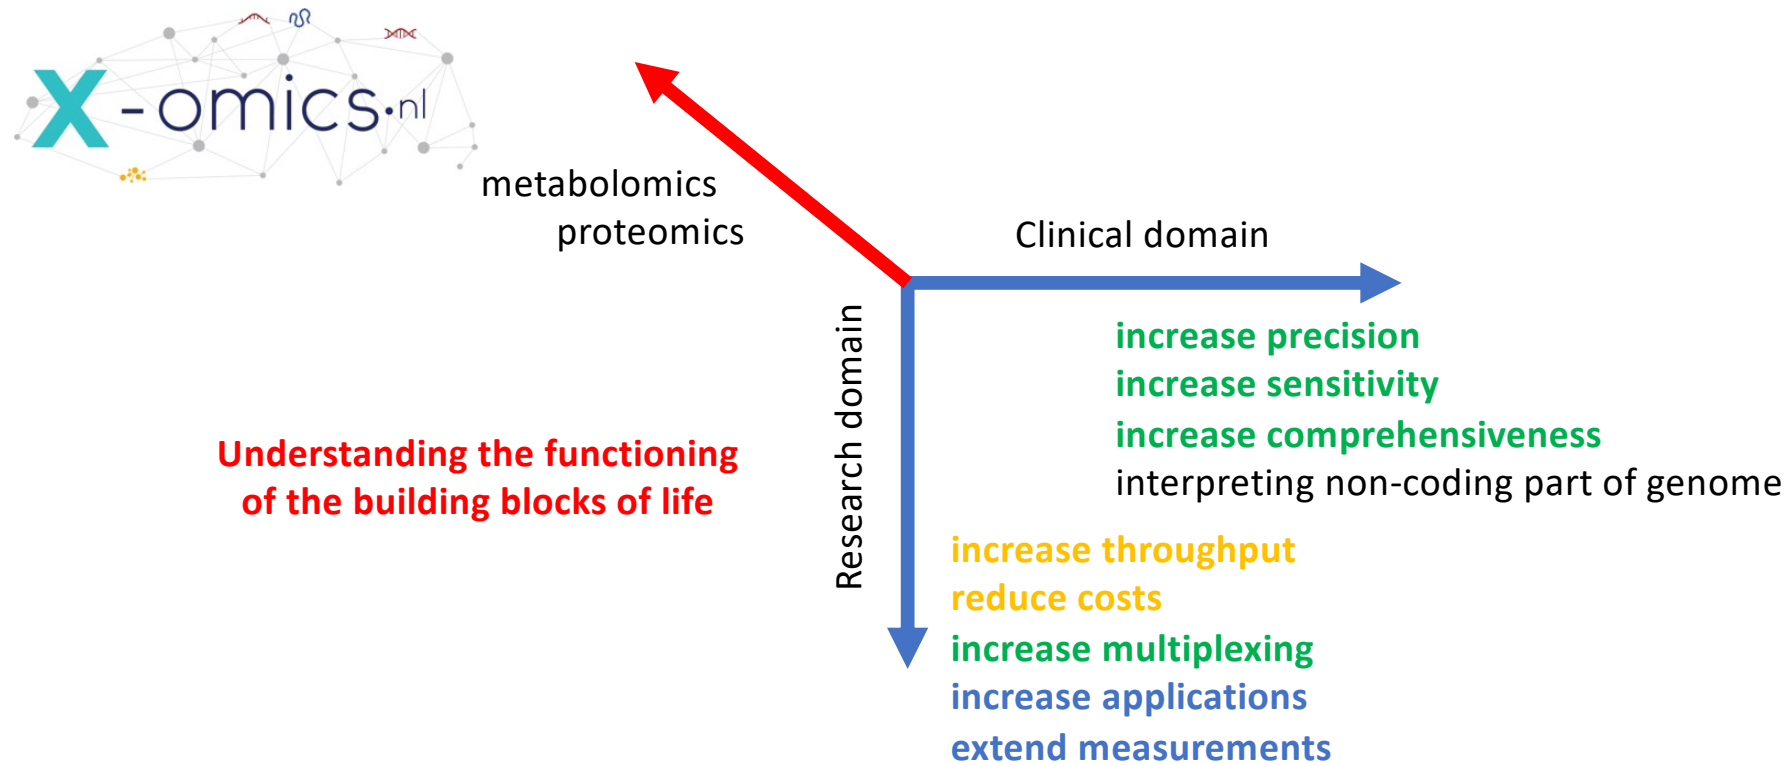 X-omics.nl
metabolomics
proteomics
Clinical domain
Research domain
increase precision
increase sensitivity
increase comprehensiveness
interpreting non-coding part of genome
Understanding the functioning
of the building blocks of life
increase throughput
reduce costs
increase multiplexing
increase applications
extend measurements